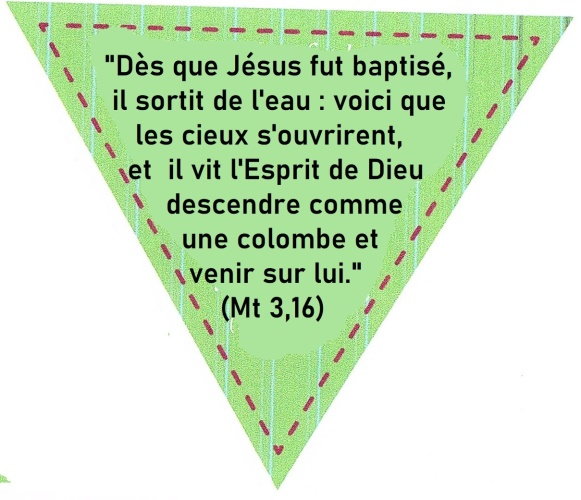 "Dès que Jésus fut baptisé,
il sortit de l'eau : voici que
les cieux s'ouvrirent,
et il vit l'Esprit de Dieu
descendre comme
une colombe et
venir sur lui."
(Mt 3,16)